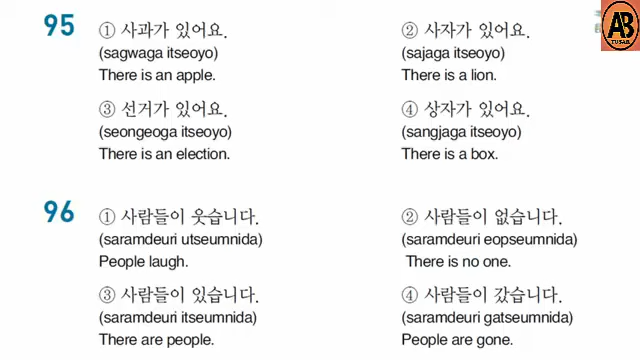 95
① 사과가 있어요.
(sagwaga itseoyo)
There is an apple.
② 사자가 있어요.
(sajaga itseoyo)
There is a lion.
③ 선거가 있어요.
(seongeoga itseoyo)
There is an election.
④ 상자가 있어요.
(sangjaga itseoyo)
There is a box.
96
① 사람들이 웃습니다.
(saramdeuri utseumnida)
People laugh.
② 사람들이 없습니다.
(saramdeuri eopseumnida)
There is no one.
③ 사람들이 있습니다.
(saramdeuri itseumnida)
There are people.
④ 사람들이 갔습니다.
(saramdeuri gatseumnida)
People are gone.
AB